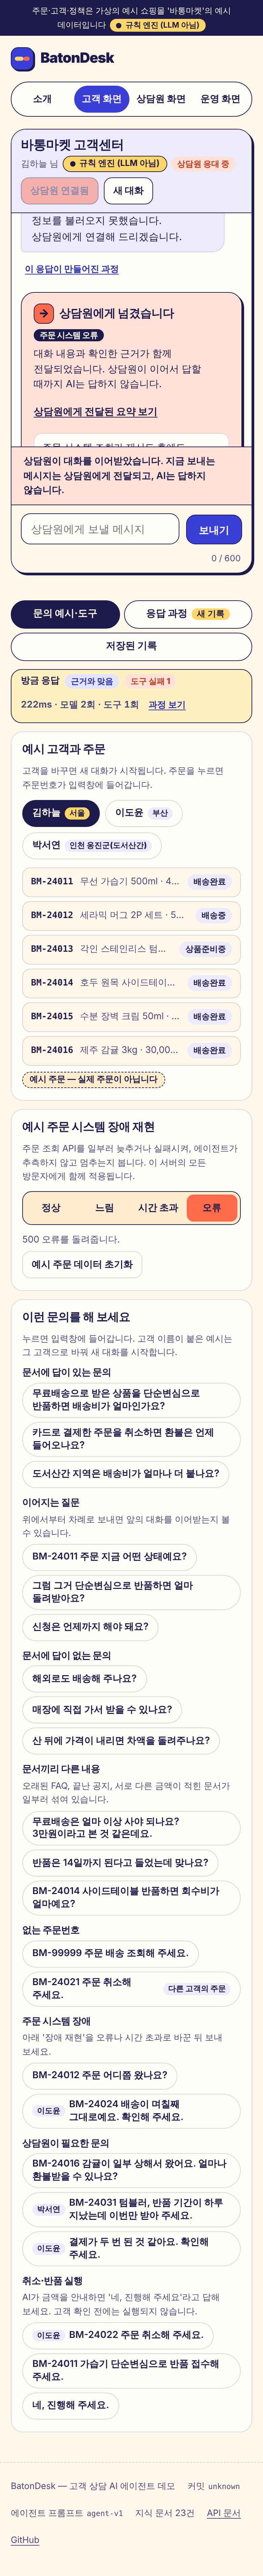 주문·고객·정책은 가상의 예시 쇼핑몰 '바통마켓'의 예시
데이터입니다 규칙 엔진 (LLM 아님)
BatonDesk
소개 고객 화면 상담원 화면 운영 화면
바통마켓 고객센터
김하늘 님 규칙 엔진 (LLM 아님) 상담원 응대 중
상담원 연결됨 새 대화
정보를 불러오지 못했습니다.
상담원에게 연결해 드리겠습니다.
이 응답이 만들어진 과정
상담원에게 넘겼습니다
주문 시스템 오류
대화 내용과 확인한 근거가 함께
전달되었습니다. 상담원이 이어서 답할
때까지 AI는 답하지 않습니다.
상담원에게 전달된 요약 보기
상담원이 대화를 이어받았습니다. 지금 보내는
메시지는 상담원에게 전달되고, AI는 답하지
않습니다.
상담원에게 보낼 메시지 보내기
0 / 600
문의 예시·도구 응답 과정 새 기록
저장된 기록
방금 응답 근거와 맞음 도구 실패 1
222ms · 모델 2회 · 도구 1회 과정 보기
예시 고객과 주문
고객을 바꾸면 새 대화가 시작됩니다. 주문을 누르면
주문번호가 입력창에 들어갑니다.
김하늘 서울 이도윤 부산
박서연 인천 옹진군(도서산간)
BM-24011 무선 가습기 500ml · 4… 배송완료
BM-24012 세라믹 머그 2P 세트 · 5… 배송중
BM-24013 각인 스테인리스 텀… 상품준비중
BM-24014 호두 원목 사이드테이… 배송완료
BM-24015 수분 장벽 크림 50ml · … 배송완료
BM-24016 제주 감귤 3kg · 30,00… 배송완료
예시 주문 — 실제 주문이 아닙니다
예시 주문 시스템 장애 재현
주문 조회 API를 일부러 늦추거나 실패시켜, 에이전트가
추측하지 않고 멈추는지 봅니다. 이 서버의 모든
방문자에게 함께 적용됩니다.
정상 느림 시간 초과 오류
500 오류를 돌려줍니다.
예시 주문 데이터 초기화
이런 문의를 해 보세요
누르면 입력창에 들어갑니다. 고객 이름이 붙은 예시는
그 고객으로 바꿔 새 대화를 시작합니다.
문서에 답이 있는 문의
무료배송으로 받은 상품을 단순변심으로
반품하면 배송비가 얼마인가요?
카드로 결제한 주문을 취소하면 환불은 언제
들어오나요?
도서산간 지역은 배송비가 얼마나 더 붙나요?
이어지는 질문
위에서부터 차례로 보내면 앞의 대화를 이어받는지 볼
수 있습니다.
BM-24011 주문 지금 어떤 상태예요?
그럼 그거 단순변심으로 반품하면 얼마
돌려받아요?
신청은 언제까지 해야 돼요?
문서에 답이 없는 문의
해외로도 배송해 주나요?
매장에 직접 가서 받을 수 있나요?
산 뒤에 가격이 내리면 차액을 돌려주나요?
문서끼리 다른 내용
오래된 FAQ, 끝난 공지, 서로 다른 금액이 적힌 문서가
일부러 섞여 있습니다.
무료배송은 얼마 이상 사야 되나요?
3만원이라고 본 것 같은데요.
반품은 14일까지 된다고 들었는데 맞나요?
BM-24014 사이드테이블 반품하면 회수비가
얼마예요?
없는 주문번호
BM-99999 주문 배송 조회해 주세요.
BM-24021 주문 취소해
주세요. 다른 고객의 주문
주문 시스템 장애
아래 '장애 재현'을 오류나 시간 초과로 바꾼 뒤 보내
보세요.
BM-24012 주문 어디쯤 왔나요?
이도윤 BM-24024 배송이 며칠째
그대로예요. 확인해 주세요.
상담원이 필요한 문의
BM-24016 감귤이 일부 상해서 왔어요. 얼마나
환불받을 수 있나요?
박서연 BM-24031 텀블러, 반품 기간이 하루
지났는데 이번만 받아 주세요.
이도윤 결제가 두 번 된 것 같아요. 확인해
주세요.
취소·반품 실행
AI가 금액을 안내하면 '네, 진행해 주세요'라고 답해
보세요. 고객 확인 전에는 실행되지 않습니다.
이도윤 BM-24022 주문 취소해 주세요.
BM-24011 가습기 단순변심으로 반품 접수해
주세요.
네, 진행해 주세요.
BatonDesk — 고객 상담 AI 에이전트 데모 커밋 unknown
에이전트 프롬프트 agent-v1 지식 문서 23건 API 문서
GitHub